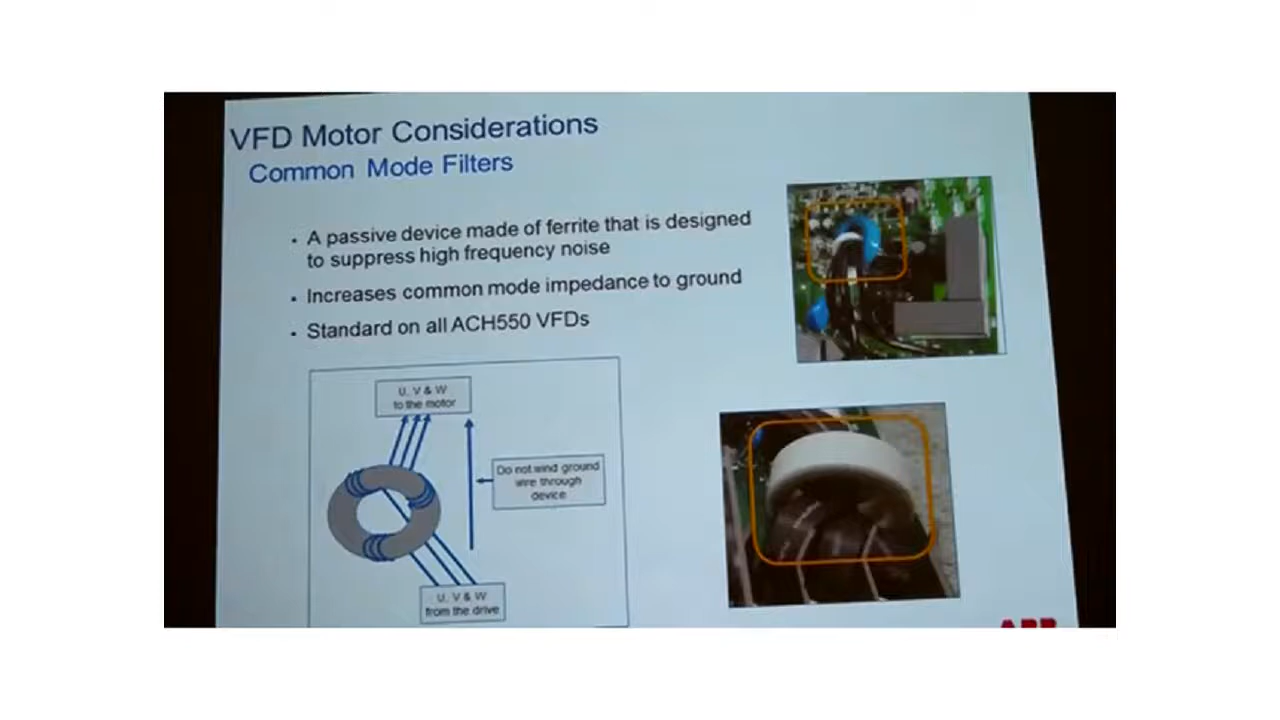 VFD Motor Considerations
Common Mode Filters
• A passive device made of ferrite that is designed
to suppress high frequency noise
• Increases common mode impedance to ground
• Standard on all ACH550 VFDs
U, V & W
to the motor
Do not wind ground
wire through
device
U, V & W
from the drive
ABB